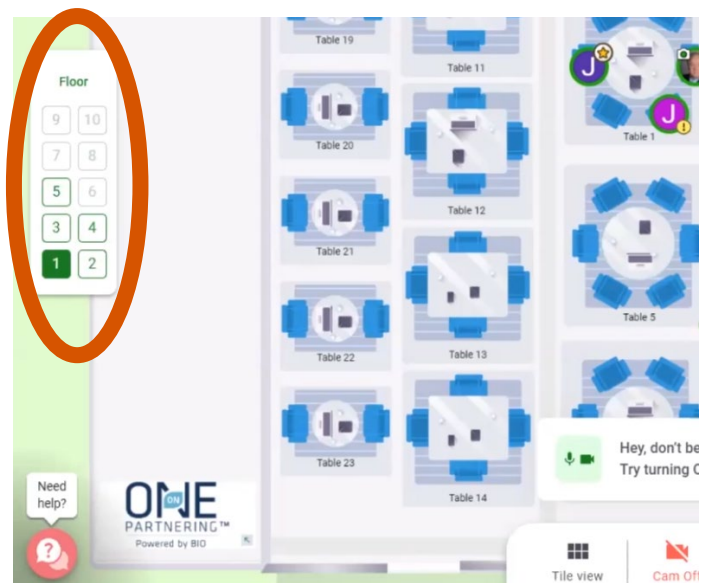 Floor
9 10
7 8
5 6
3 4
1 2
Table 19
Table 20
Table 21
Table 22
Table 23
Table 11
Table 12
Table 13
Table 14
J
J
!
Table 1
Table 5
Hey, don't be
Try turning
Need
help?
?
ONE
ON
PARTNERING™
Powered by BIO
Tile view
Cam Off